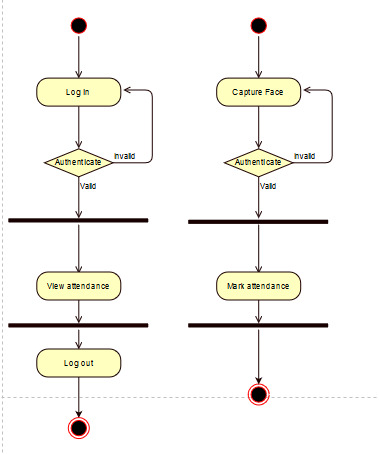 Log In
Authenticate
Invalid
Valid
View attendance
Log out
Capture Face
Authenticate
Invalid
Valid
Mark attendance